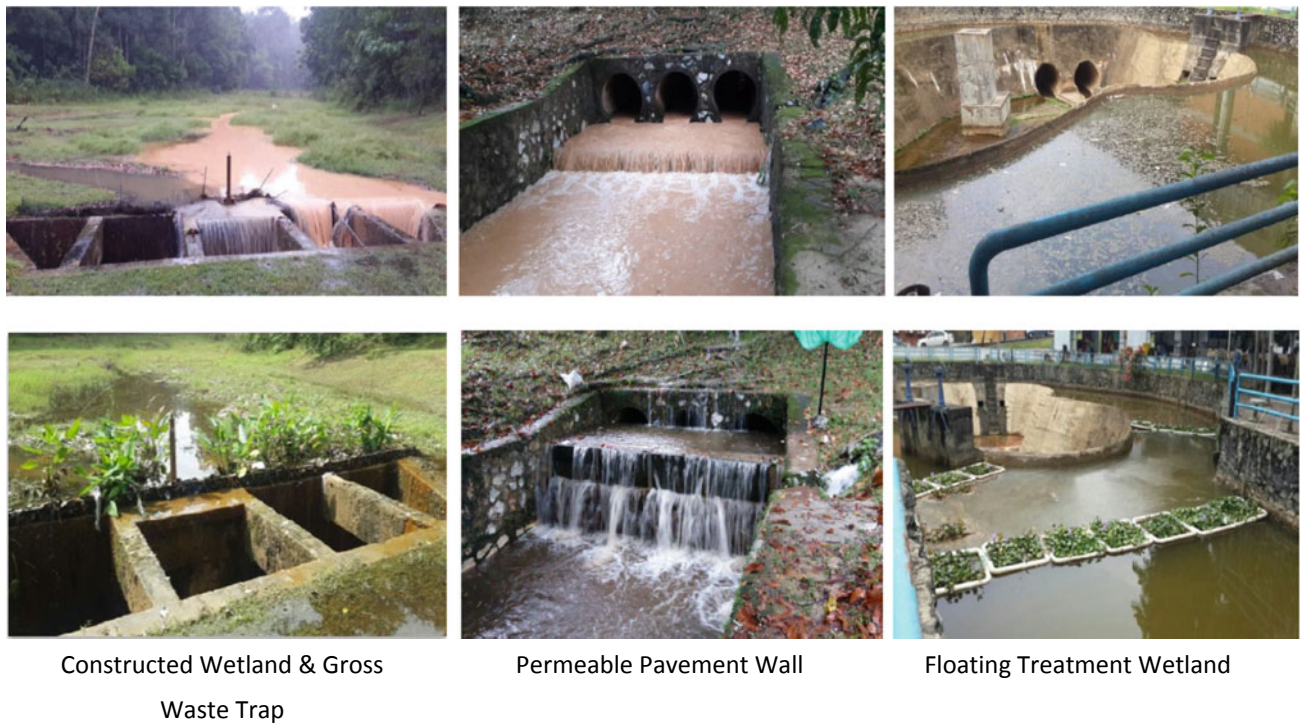 Constructed Wetland & Gross
Waste Trap
Permeable Pavement Wall
Floating Treatment Wetland